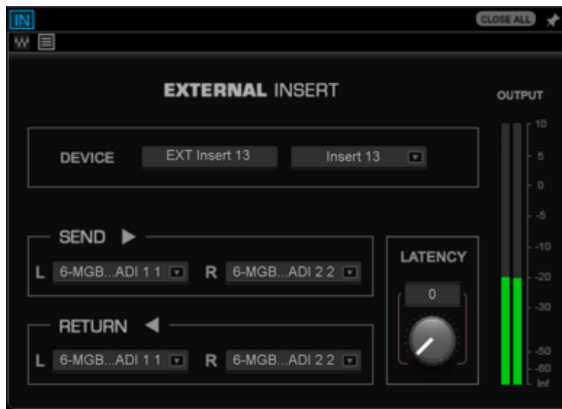 IN CLOSE ALL
EXTERNAL INSERT
OUTPUT
DEVICE EXT Insert 13 Insert 13
SEND
L 6-MGB...ADI 1 1 R 6-MGB...ADI 2 2
RETURN
L 6-MGB...ADI 1 1 R 6-MGB...ADI 2 2
LATENCY
0
10
5
0
-5
-10
-20
-30
-50
-60
Inf